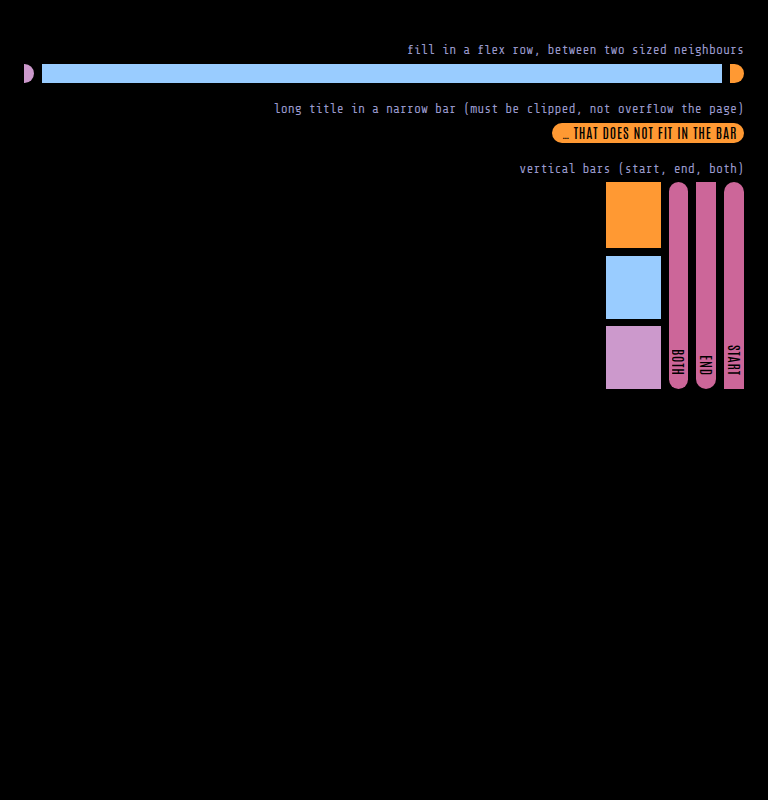 fill in a flex row, between two sized neighbours
long title in a narrow bar (must be clipped, not overflow the page)
… THAT DOES NOT FIT IN THE BAR
vertical bars (start, end, both)
START
END
BOTH